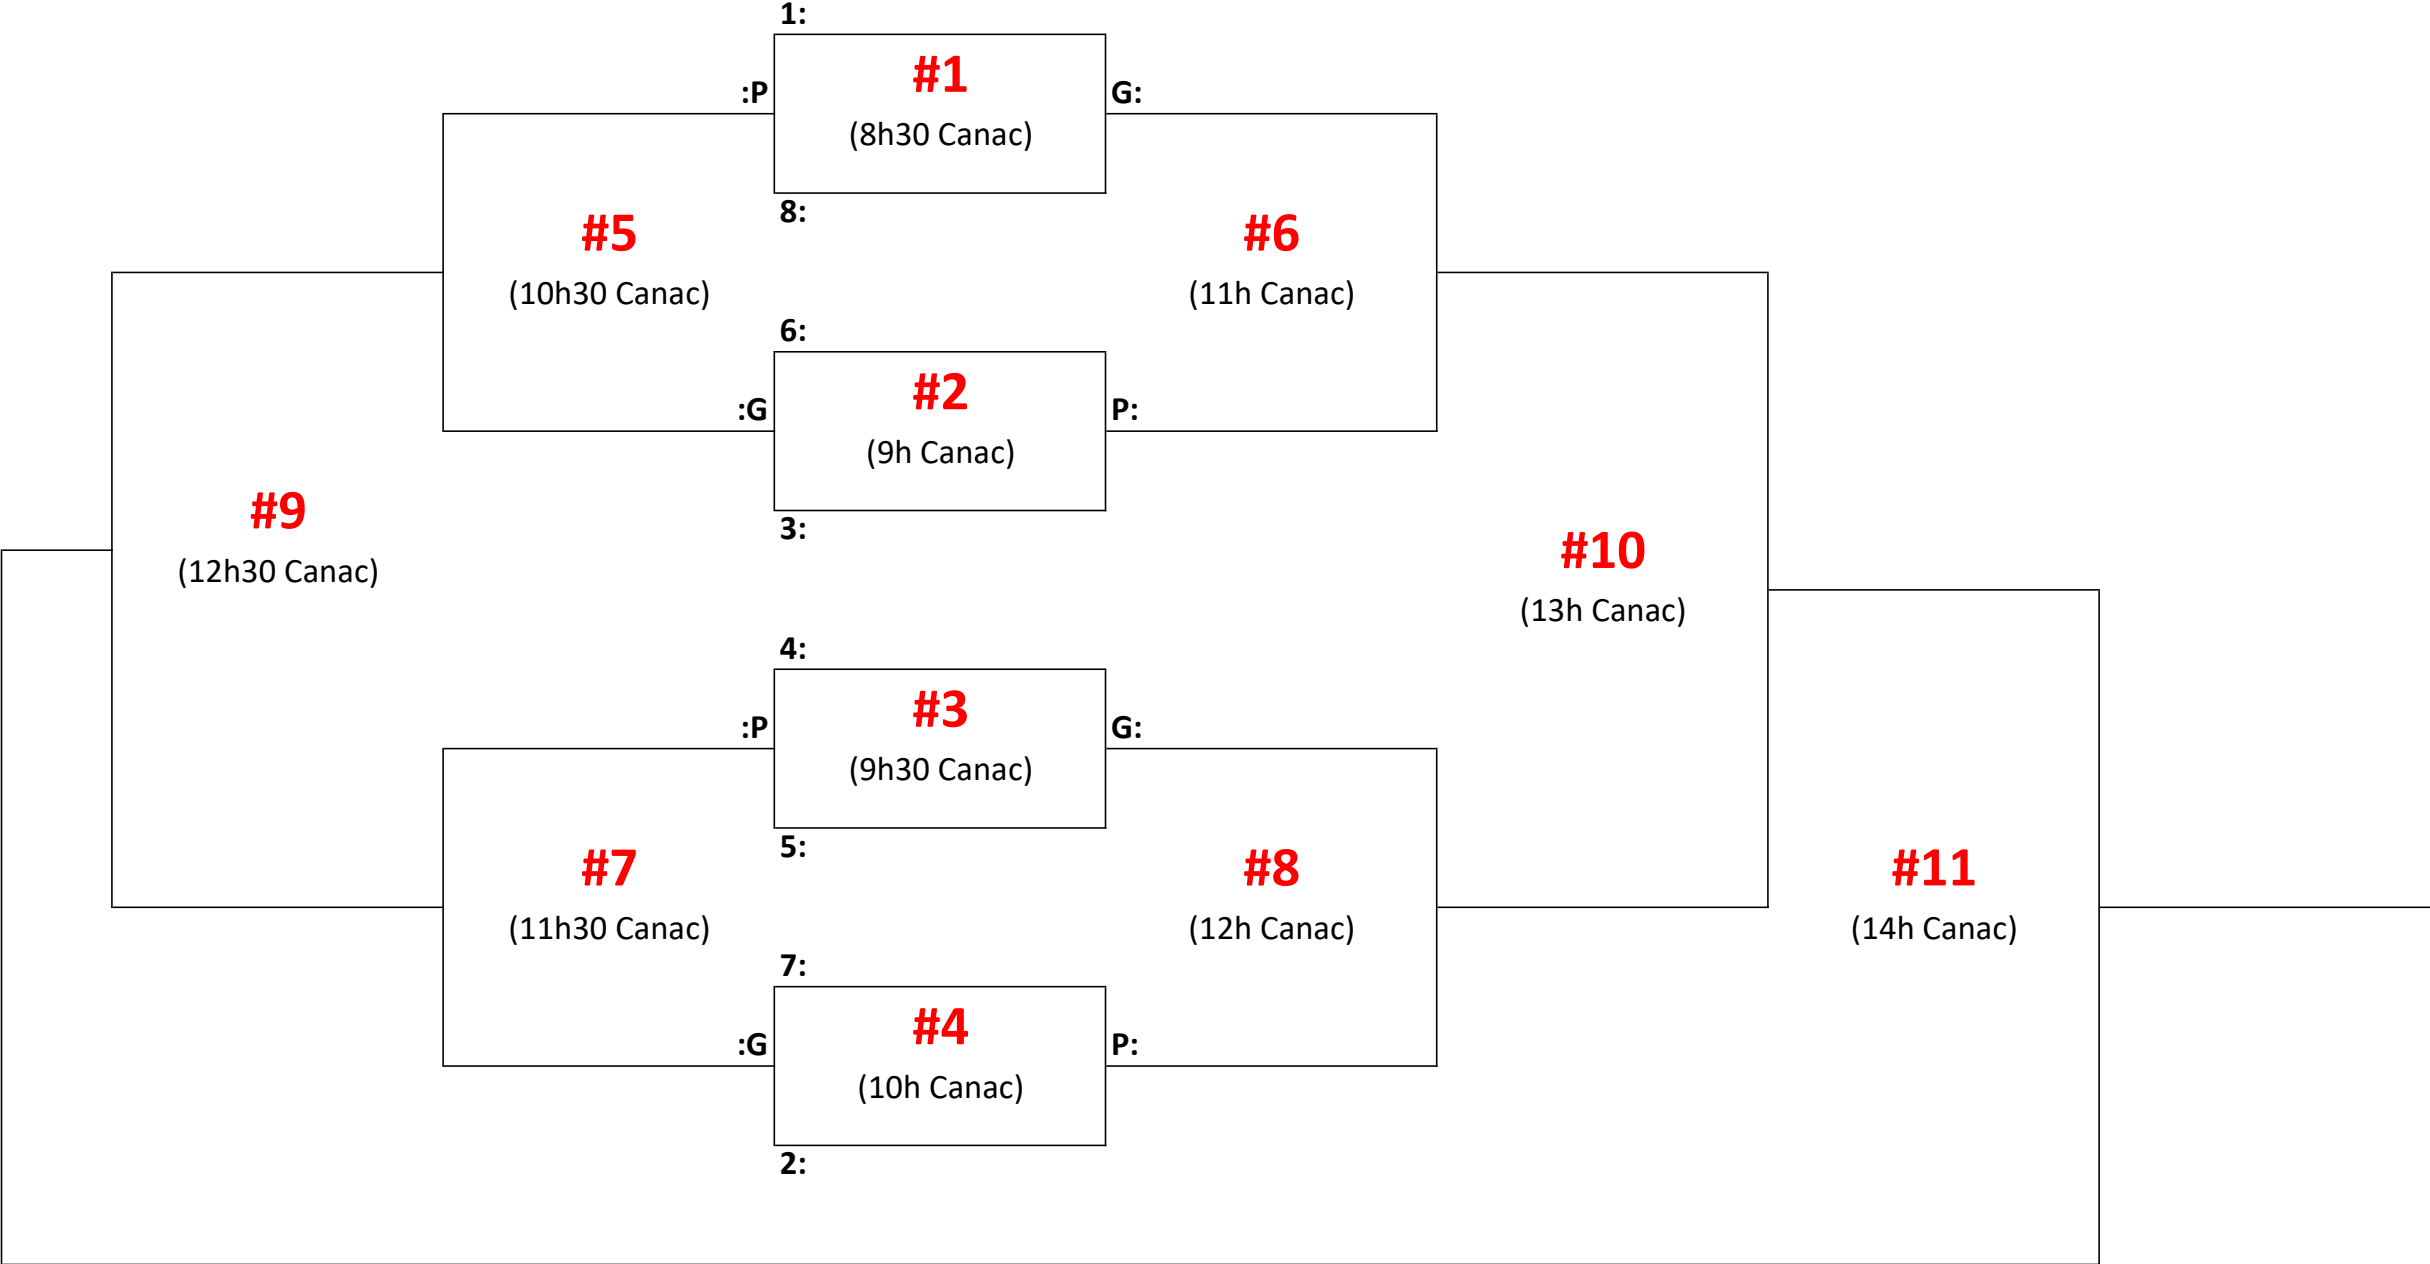 1:
#1
:P
G:
(8h30 Canac)
8:
#5
#6
(10h30 Canac)
(11h Canac)
6:
#2
:G
P:
(9h Canac)
#9
3:
#10
(12h30 Canac)
(13h Canac)
4:
#3
:P
G:
(9h30 Canac)
5:
#7
#8
#11
(11h30 Canac)
(12h Canac)
(14h Canac)
7:
#4
:G
P:
(10h Canac)
2: